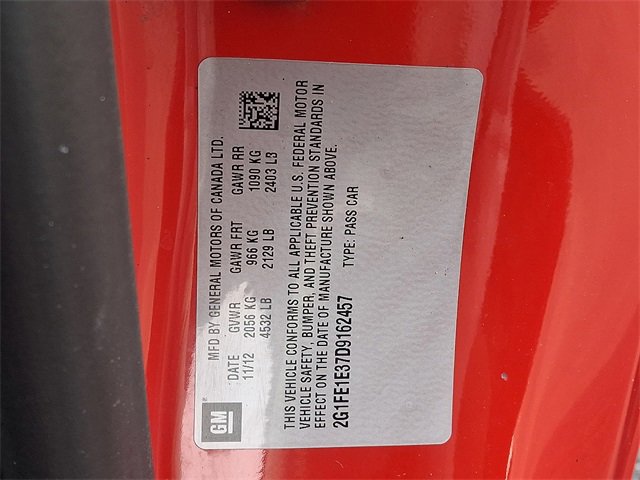 GM
MFD BY GENERAL MOTORS OF CANADA LTD.
DATE GVWR GAWR FRT GAWR RR
11/12 2056 KG 966 KG 1090 KG
4532 LB 2129 LB 2403 LB
THIS VEHICLE CONFORMS TO ALL APPLICABLE U.S. FEDERAL MOTOR
VEHICLE SAFETY, BUMPER, AND THEFT PREVENTION STANDARDS IN
EFFECT ON THE DATE OF MANUFACTURE SHOWN ABOVE.
2G1FE1E37D9162457 TYPE: PASS CAR